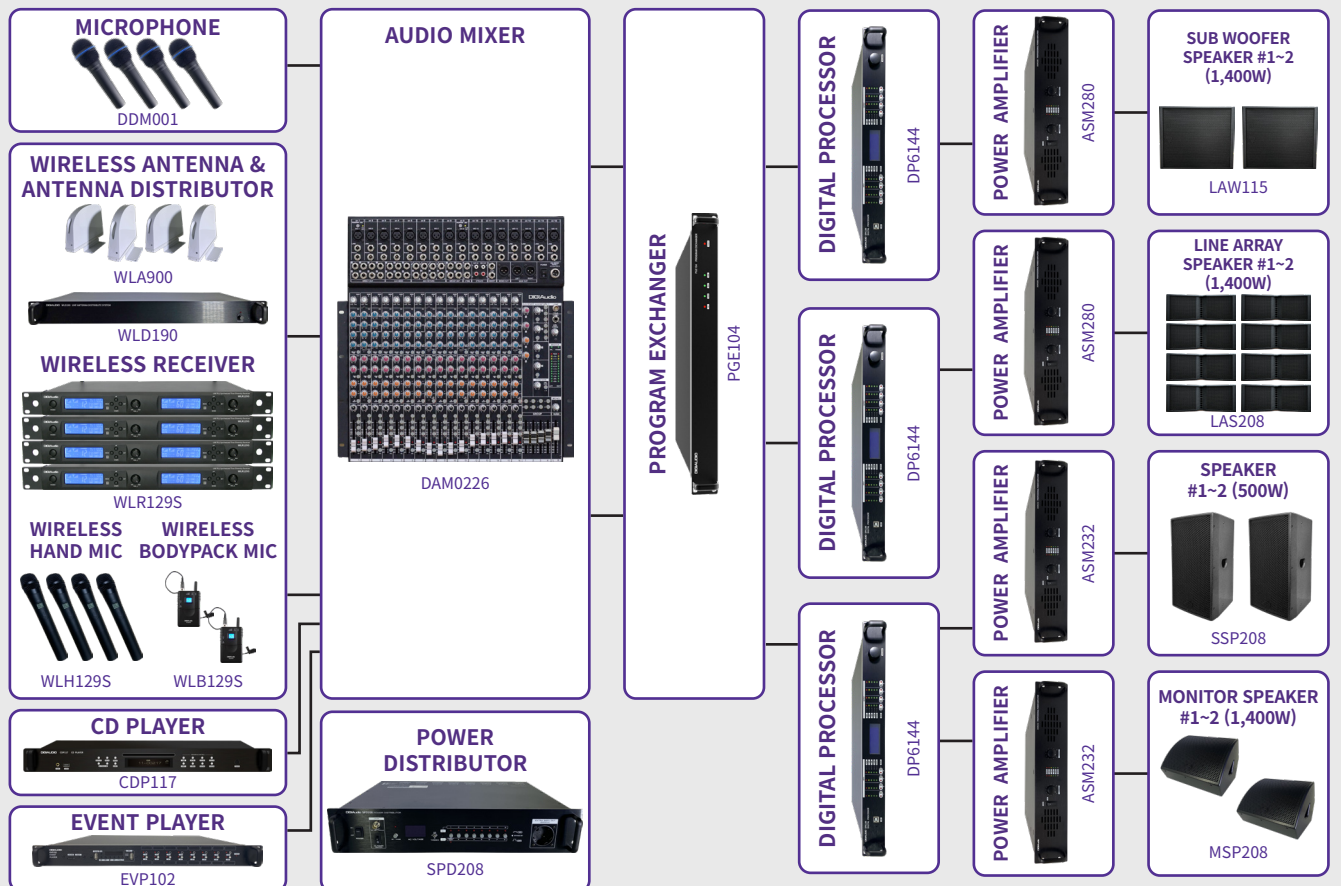 MICROPHONE
DDM001
WIRELESS ANTENNA &
ANTENNA DISTRIBUTOR
WLA900
WLD190
WIRELESS RECEIVER
WLR129S
WIRELESS
HAND MIC
WIRELESS
BODYPACK MIC
WLH129S
WLB129S
CD PLAYER
CDP117
EVENT PLAYER
EVP102
AUDIO MIXER
DIDIAudio
DAM0226
POWER
DISTRIBUTOR
SPD208
PROGRAM EXCHANGER
PGE104
DIGITAL PROCESSOR
DP6144
DIGITAL PROCESSOR
DP6144
DIGITAL PROCESSOR
DP6144
POWER AMPLIFIER
ASM280
POWER AMPLIFIER
ASM280
POWER AMPLIFIER
ASM232
POWER AMPLIFIER
ASM232
SUB WOOFER
SPEAKER #1~2
(1,400W)
LAW115
LINE ARRAY
SPEAKER #1~2
(1,400W)
LAS208
SPEAKER
#1~2 (500W)
SSP208
MONITOR SPEAKER
#1~2 (1,400W)
MSP208